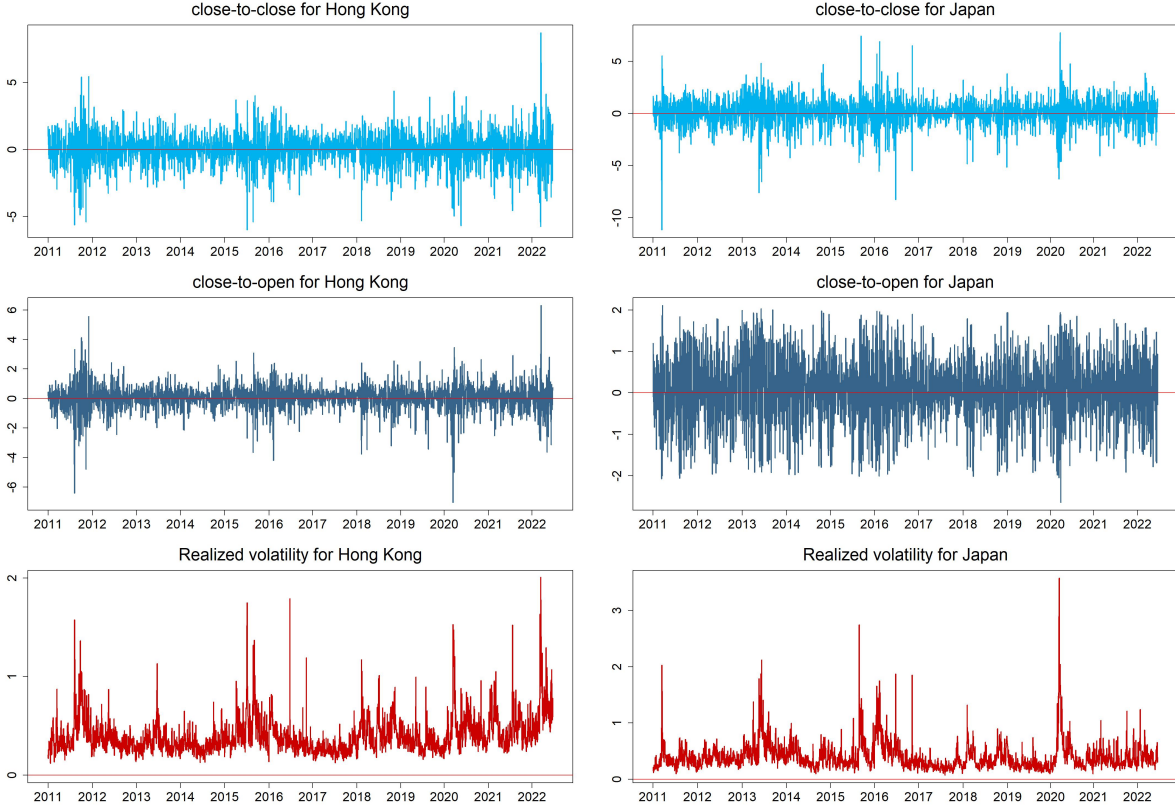 close-to-close for Hong Kong
5
0
-5
2011 2012 2013 2014 2015 2016 2017 2018 2019 2020 2021 2022
close-to-close for Japan
5
0
-5
-10
2011 2012 2013 2014 2015 2016 2017 2018 2019 2020 2021 2022
close-to-open for Hong Kong
6
4
2
0
-2
-4
-6
2011 2012 2013 2014 2015 2016 2017 2018 2019 2020 2021 2022
close-to-open for Japan
2
1
0
-1
-2
2011 2012 2013 2014 2015 2016 2017 2018 2019 2020 2021 2022
Realized volatility for Hong Kong
2
1
0
2011 2012 2013 2014 2015 2016 2017 2018 2019 2020 2021 2022
Realized volatility for Japan
3
2
1
0
2011 2012 2013 2014 2015 2016 2017 2018 2019 2020 2021 2022